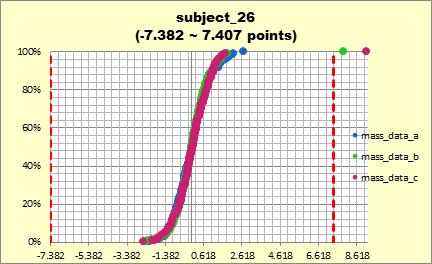 subject_26
(-7.382 ~ 7.407 points)
100%
80%
60%
40%
20%
0%
mass_data_a
mass_data_b
mass_data_c
-7.382 -5.382 -3.382 -1.382 0.618 2.618 4.618 6.618 8.618